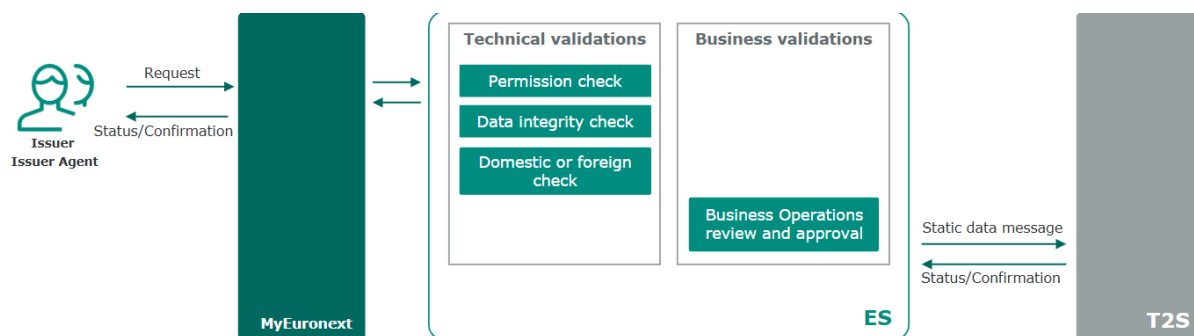 Issuer
Issuer Agent
Request
Status/Confirmation
MyEuronext
Technical validations
Permission check
Data integrity check
Domestic or foreign
check
Business validations
Business Operations
review and approval
ES
Static data message
Status/Confirmation
T2S